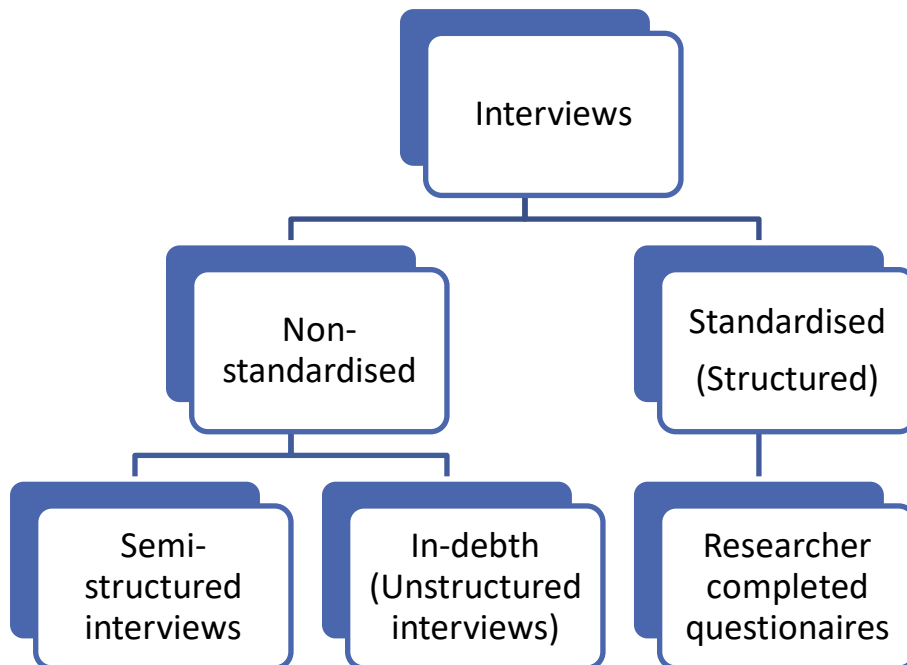 Interviews
Non-
standardised
Standardised
(Structured)
Semi-
structured
interviews
In-debth
(Unstructured
interviews)
Researcher
completed
questionaires